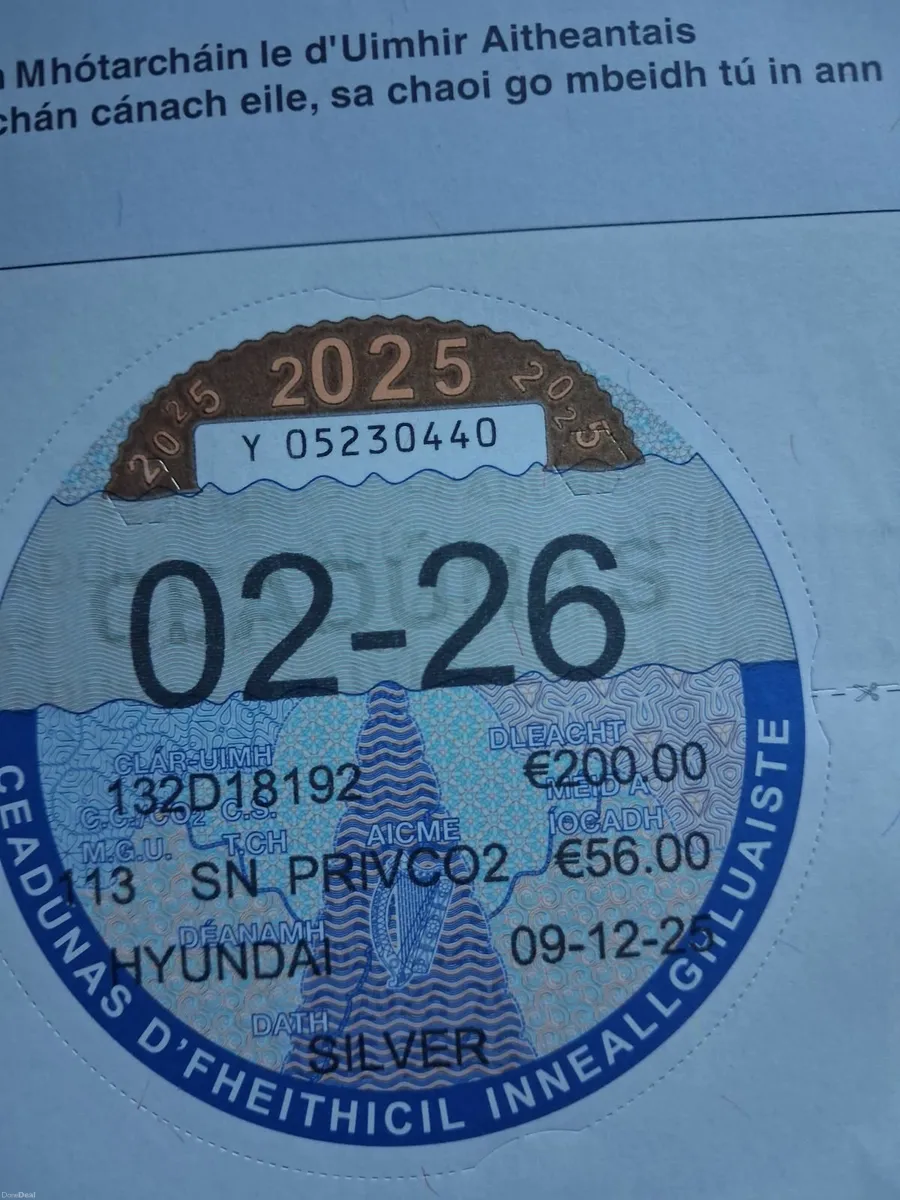 Mhótarcháin le d'Uimhir Aitheantais
chán cánach eile, sa chaoi go mbeidh tú in ann
2025 2025 2025
Y 05230440
CEADÚNAS
02-26
CLÁR-UIMH DLEACHT
132D18192 €200.00
C.C./CO2 C.S. MÉID A
M.G.U. T.CH AICME ÍOCADH
113 SN PRIVCO2 €56.00
DÉANAMH
HYUNDAI 09-12-25
DATH
SILVER
CEADUNAS D'FHEITHICIL INNEALLGHLUAISTE
DoneDeal